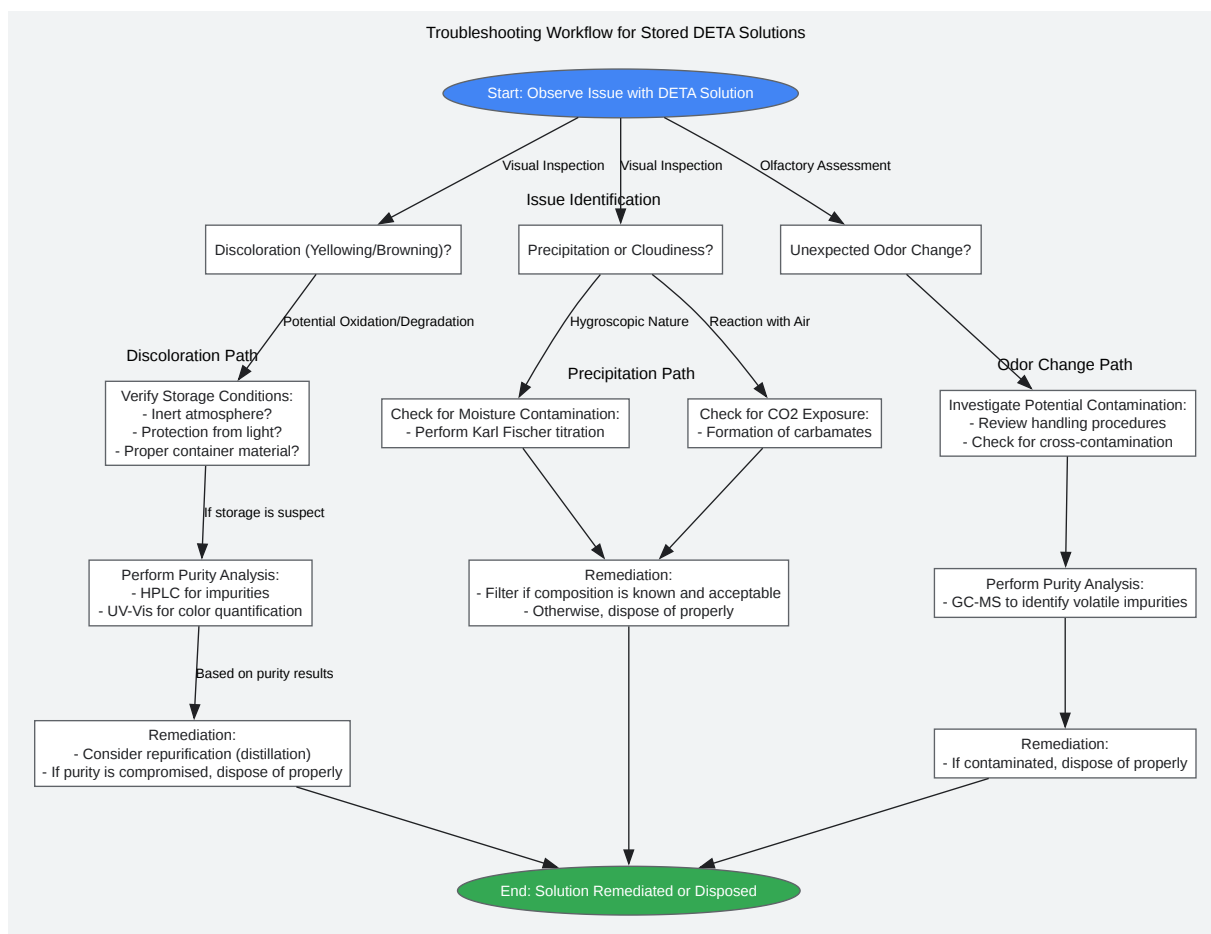 Troubleshooting Workflow for Stored DETA Solutions
Start: Observe Issue with DETA Solution
Visual Inspection
Visual Inspection
Olfactory Assessment
Issue Identification
Discoloration (Yellowing/Browning)?
Precipitation or Cloudiness?
Unexpected Odor Change?
Potential Oxidation/Degradation
Hygroscopic Nature
Reaction with Air
Discoloration Path
Precipitation Path
Odor Change Path
Verify Storage Conditions:
- Inert atmosphere?
- Protection from light?
- Proper container material?
Check for Moisture Contamination:
- Perform Karl Fischer titration
Check for CO2 Exposure:
- Formation of carbamates
Investigate Potential Contamination:
- Review handling procedures
- Check for cross-contamination
If storage is suspect
Perform Purity Analysis:
- HPLC for impurities
- UV-Vis for color quantification
Remediation:
- Filter if composition is known and acceptable
- Otherwise, dispose of properly
Perform Purity Analysis:
- GC-MS to identify volatile impurities
Based on purity results
Remediation:
- Consider repurification (distillation)
- If purity is compromised, dispose of properly
Remediation:
- If contaminated, dispose of properly
End: Solution Remediated or Disposed